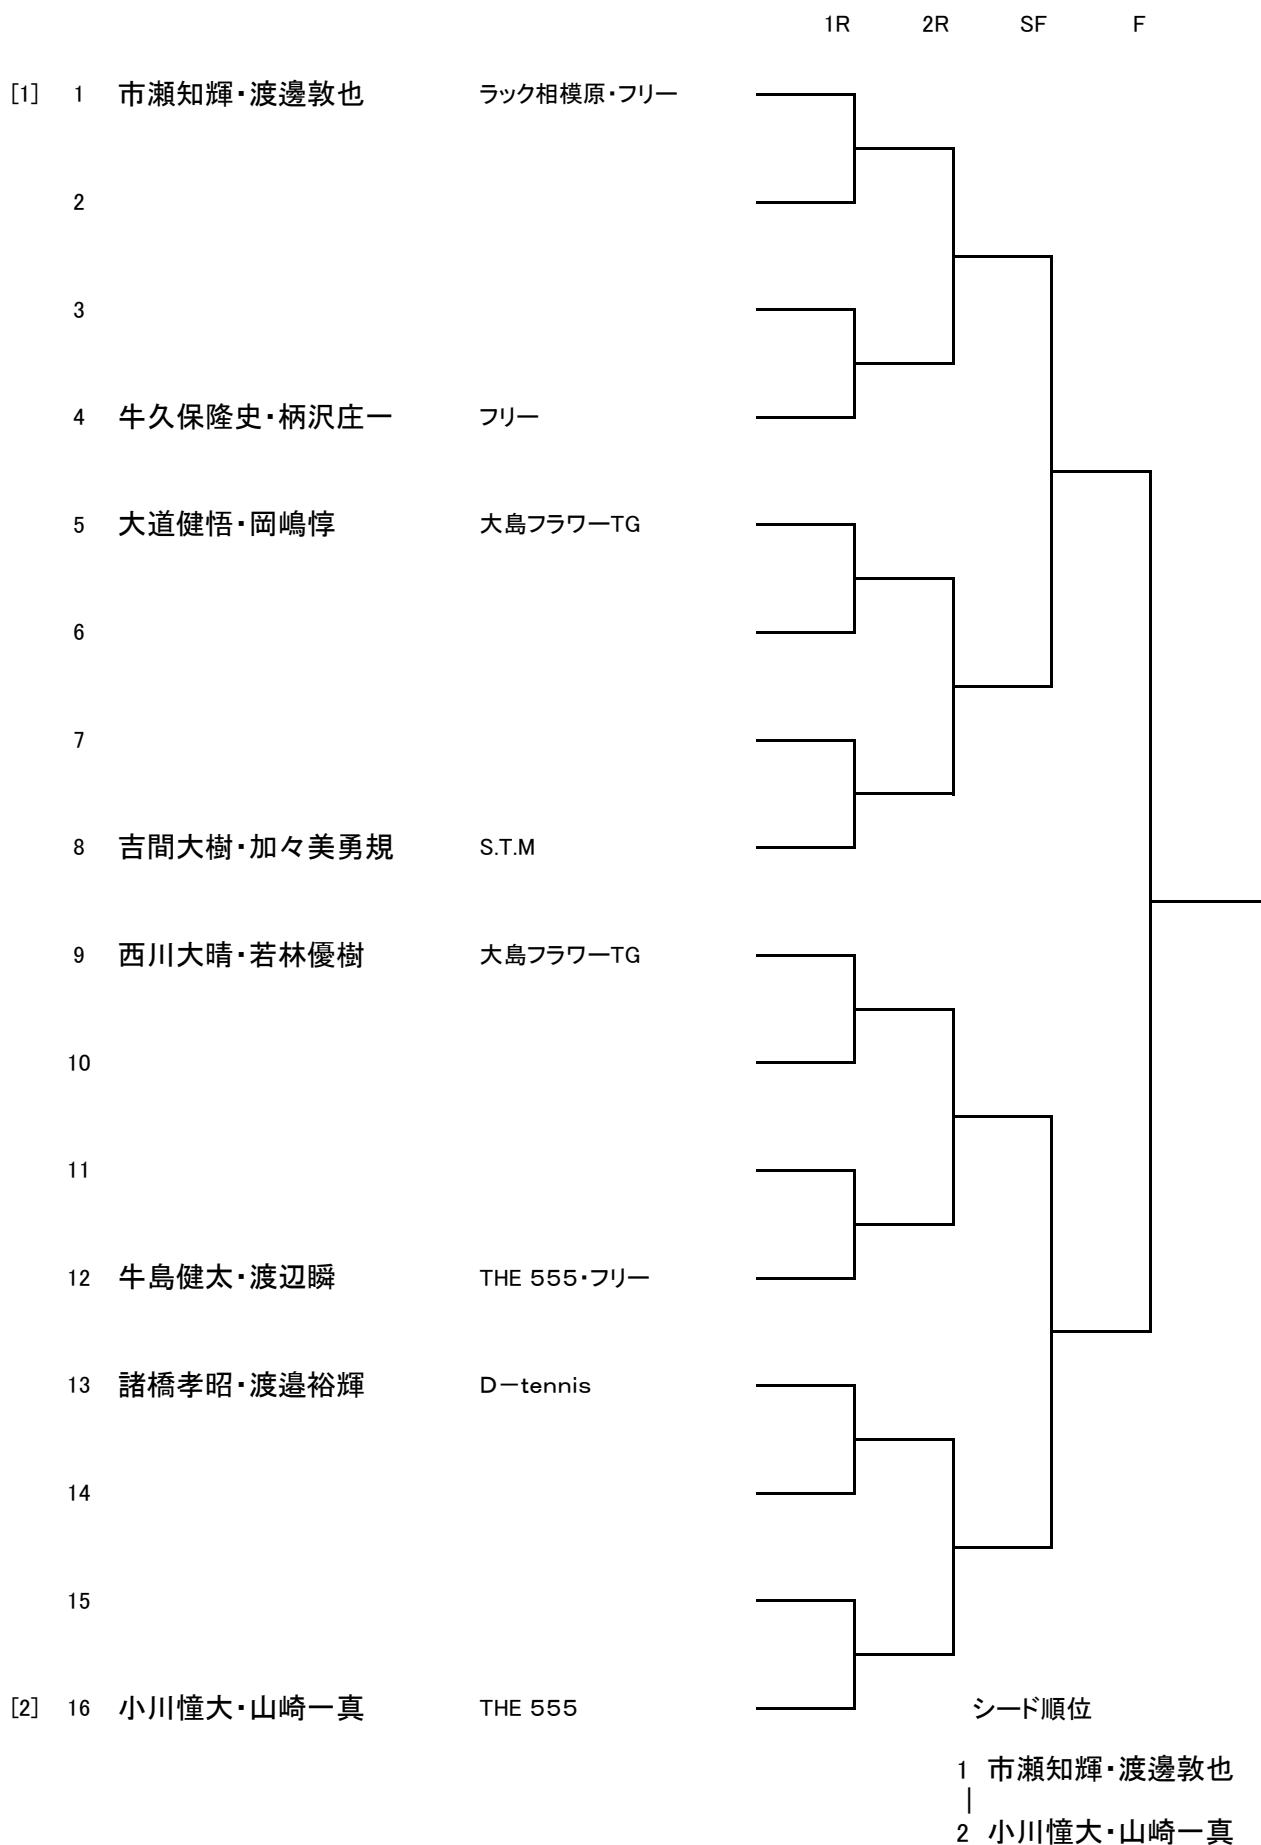 1R 2R SF F
[1] 1 市瀬知輝・渡邊敦也 ラック相模原・フリー
2
3
4 牛久保隆史・柄沢庄一 フリー
5 大道健悟・岡嶋惇 大島フラワーTG
6
7
8 吉間大樹・加々美勇規 S.T.M
9 西川大晴・若林優樹 大島フラワーTG
10
11
12 牛島健太・渡辺瞬 THE 555・フリー
13 諸橋孝昭・渡邉裕輝 D－tennis
14
15
[2] 16 小川憧大・山崎一真 THE 555
シード順位
1 市瀬知輝・渡邊敦也
｜
2 小川憧大・山崎一真